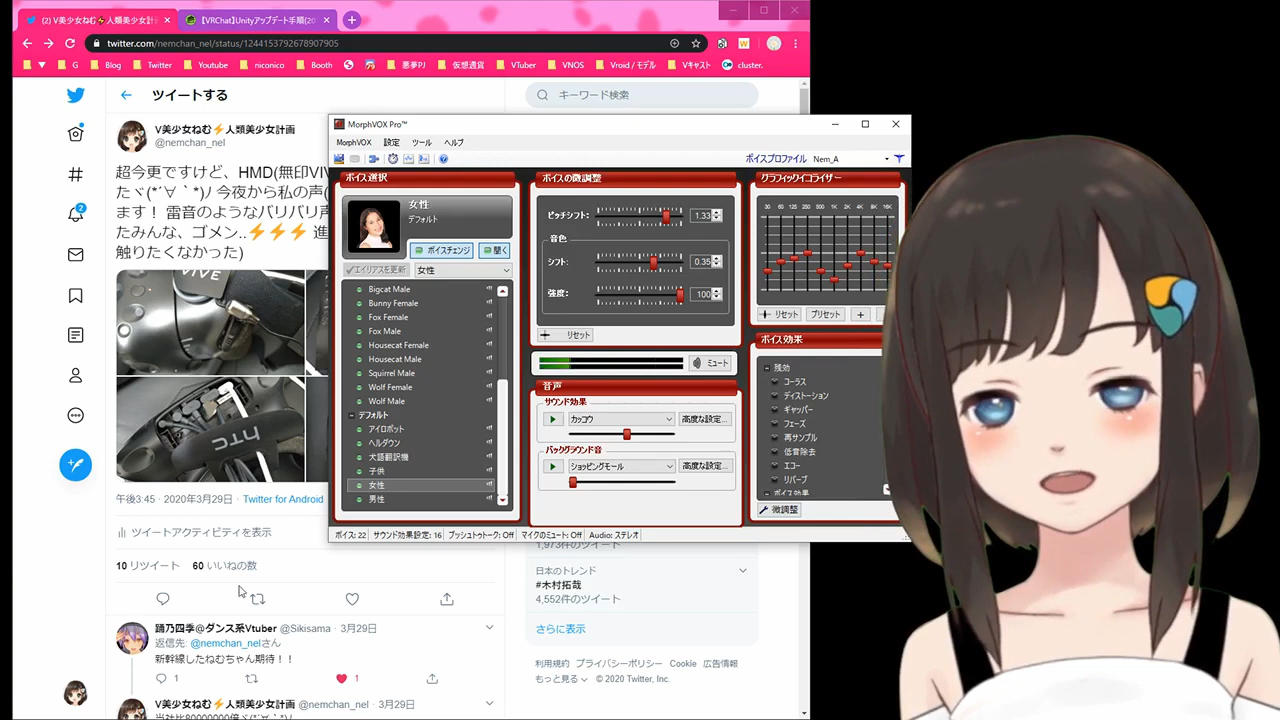 (2) V美少女ねむ⚡人類美少女計
【VRChat】Unityアップデート手順(20
twitter.com/nemchan_nel/status/1244153792678907905
G
Blog
Twitter
Youtube
niconico
Booth
悪夢PJ
仮想通貨
VTuber
VNOS
Vroid / モデル
Vキャスト
cluster.
ツイートする
キーワード検索
V美少女ねむ⚡人類美少女計画
@nemchan_nel
超今更ですけど、HMD(無印VIV
たヾ(*´∀｀*)ﾉ 今夜から私の声(
ます！ 雷音のようなバリバリ声
たみんな、ゴメン..⚡⚡⚡ 進
触りたくなかった)
VIVE
hTC
午後3:45 · 2020年3月29日 · Twitter for Android
ツイートアクティビティを表示
10 リツイート 60 いいねの数
踊乃四季@ダンス系Vtuber @Sikisama · 3月29日
返信先: @nemchan_nelさん
新幹線したねむちゃん期待！！
1
1
V美少女ねむ⚡人類美少女計画 @nemchan_nel · 3月29日
2
MorphVOX Pro™
MorphVOX 設定 ツール ヘルプ
ボイスプロファイル Nem_A
ボイス選択
女性
デフォルト
ボイスチェンジ
開く
エイリアスを更新
女性
Bigcat Male
Bunny Female
Fox Female
Fox Male
Housecat Female
Housecat Male
Squirrel Male
Wolf Female
Wolf Male
デフォルト
アイロボット
ヘルダウン
犬語翻訳機
子供
女性
男性
ボイスの微調整
ピッチシフト: 1.33
音色
シフト: 0.35
強度: 100
リセット
ミュート
音声
サウンド効果
カッコウ
高度な設定...
バックグラウンド音
ショッピングモール
高度な設定...
グラフィックイコライザー
30 60 125 250 500 1K 2K 4K 8K 16K
リセット
プリセット
+
ボイス効果
残効
コーラス
ディストーション
ギャッパー
フェーズ
再サンプル
低音除去
エコー
リバーブ
ボイス効果
微調整
ボイス: 22 サウンド効果設定: 16 プッシュトゥトーク: Off マイクのミュート: Off Audio: ステレオ
1,973件のツイート
日本のトレンド
#木村拓哉
4,552件のツイート
さらに表示
利用規約 プライバシーポリシー Cookie 広告情報
もっと見る © 2020 Twitter, Inc.